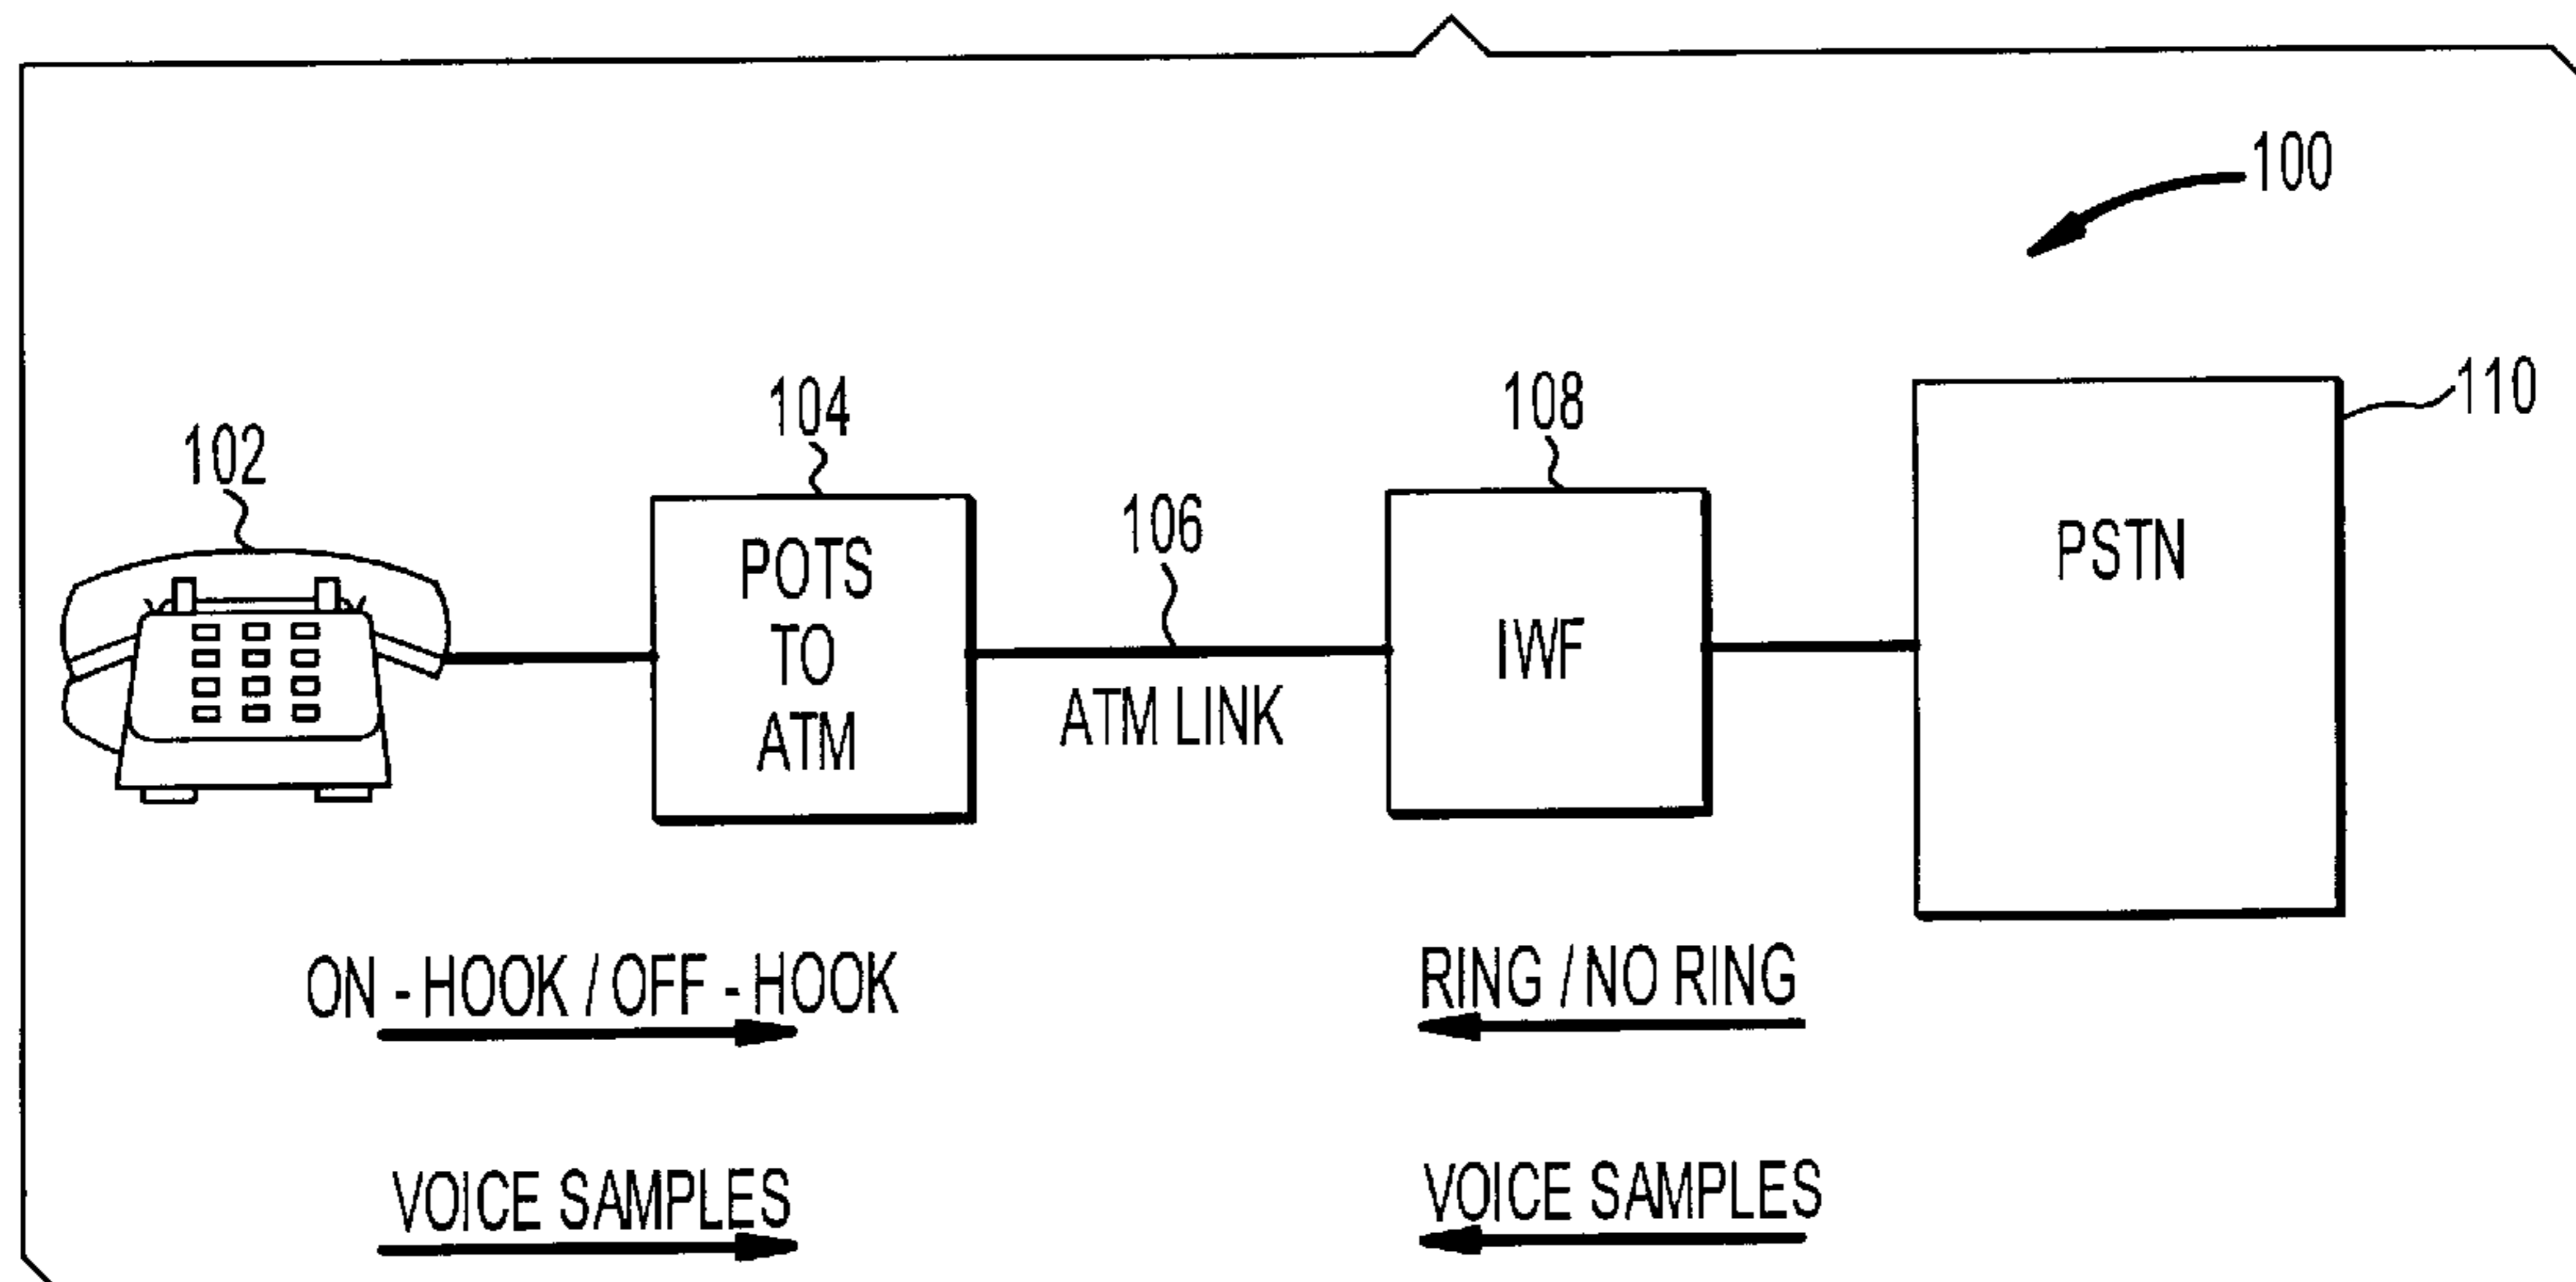 100
110
104
108
102
106
POTS
TO
ATM
ATM LINK
IWF
PSTN
ON - HOOK / OFF - HOOK
RING / NO RING
VOICE SAMPLES
VOICE SAMPLES